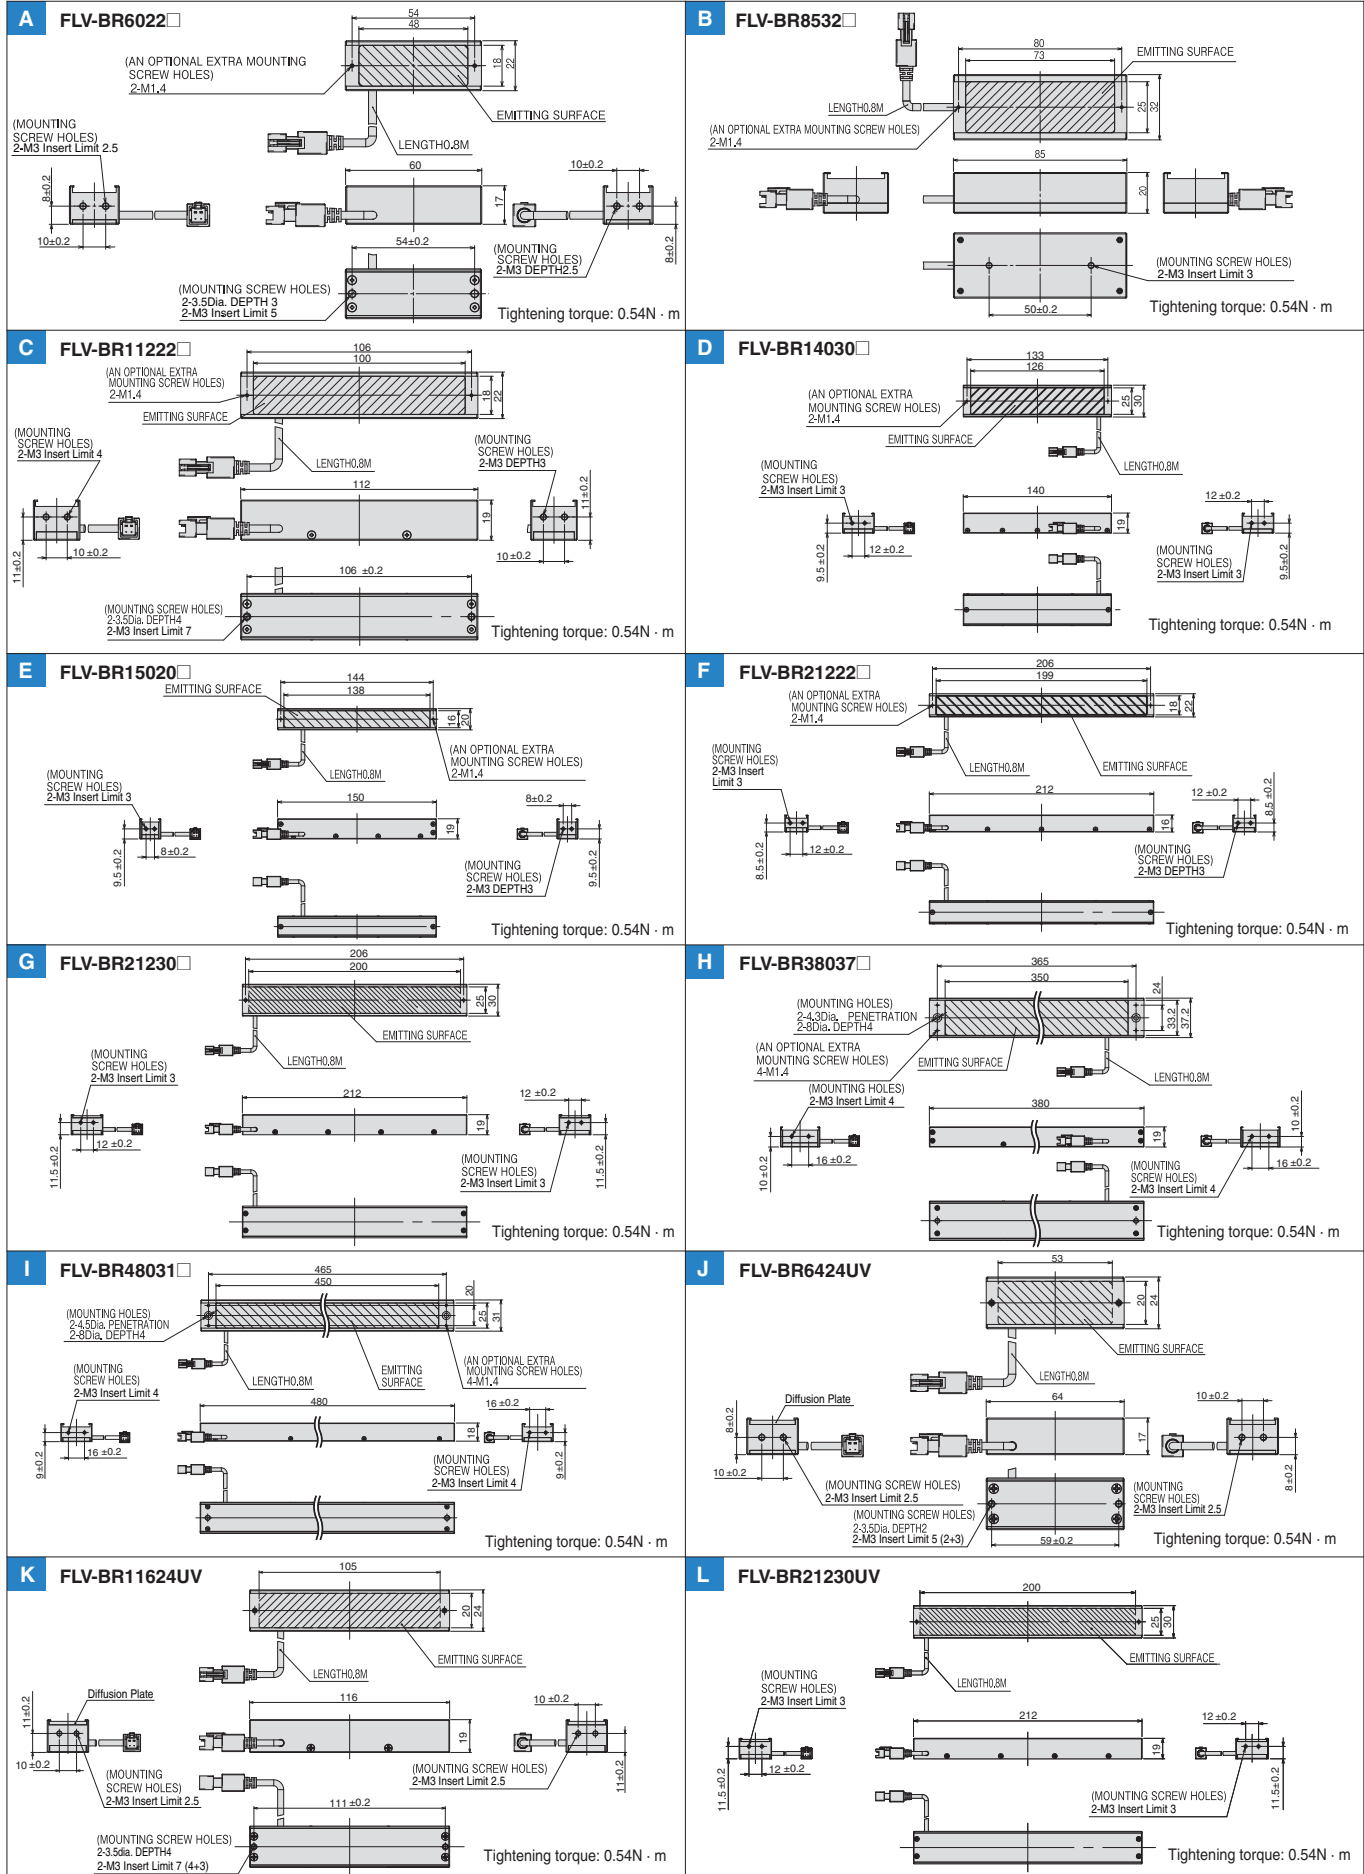 A FLV-BR6022□
54
48
(AN OPTIONAL EXTRA MOUNTING
SCREW HOLES)
2-M1.4
18
22
EMITTING SURFACE
LENGTH0.8M
(MOUNTING
SCREW HOLES)
2-M3 Insert Limit 2.5
8±0.2
10±0.2
60
17
10±0.2
8±0.2
(MOUNTING
SCREW HOLES)
2-M3 DEPTH2.5
54±0.2
(MOUNTING SCREW HOLES)
2-3.5Dia. DEPTH 3
2-M3 Insert Limit 5
Tightening torque: 0.54N · m
B FLV-BR8532□
80
73
EMITTING SURFACE
LENGTH0.8M
25
32
(AN OPTIONAL EXTRA MOUNTING SCREW HOLES)
2-M1.4
85
20
(MOUNTING SCREW HOLES)
2-M3 Insert Limit 3
50±0.2
Tightening torque: 0.54N · m
C FLV-BR11222□
106
100
(AN OPTIONAL EXTRA
MOUNTING SCREW HOLES)
2-M1.4
18
22
EMITTING SURFACE
LENGTH0.8M
(MOUNTING
SCREW HOLES)
2-M3 Insert Limit 4
(MOUNTING
SCREW HOLES)
2-M3 DEPTH3
112
19
11±0.2
10 ±0.2
11±0.2
10 ±0.2
106 ±0.2
(MOUNTING SCREW HOLES)
2-3.5Dia. DEPTH4
2-M3 Insert Limit 7
Tightening torque: 0.54N · m
D FLV-BR14030□
133
126
(AN OPTIONAL EXTRA
MOUNTING SCREW HOLES)
2-M1.4
25
30
EMITTING SURFACE
LENGTH0.8M
(MOUNTING
SCREW HOLES)
2-M3 Insert Limit 3
140
19
12 ±0.2
9.5±0.2
12 ±0.2
9.5±0.2
(MOUNTING
SCREW HOLES)
2-M3 Insert Limit 3
Tightening torque: 0.54N · m
E FLV-BR15020□
144
138
EMITTING SURFACE
16
20
LENGTH0.8M
(AN OPTIONAL EXTRA
MOUNTING SCREW HOLES)
2-M1.4
(MOUNTING
SCREW HOLES)
2-M3 Insert Limit 3
150
19
8±0.2
9.5±0.2
8±0.2
9.5±0.2
(MOUNTING
SCREW HOLES)
2-M3 DEPTH3
Tightening torque: 0.54N · m
F FLV-BR21222□
206
199
(AN OPTIONAL EXTRA
MOUNTING SCREW HOLES)
2-M1.4
18
22
LENGTH0.8M
EMITTING SURFACE
(MOUNTING
SCREW HOLES)
2-M3 Insert
Limit 3
212
16
12 ±0.2
8.5 ±0.2
12 ±0.2
8.5±0.2
(MOUNTING
SCREW HOLES)
2-M3 DEPTH3
Tightening torque: 0.54N · m
G FLV-BR21230□
206
200
25
30
EMITTING SURFACE
LENGTH0.8M
(MOUNTING
SCREW HOLES)
2-M3 Insert Limit 3
212
19
12 ±0.2
11.5±0.2
12 ±0.2
11.5±0.2
(MOUNTING
SCREW HOLES)
2-M3 Insert Limit 3
Tightening torque: 0.54N · m
H FLV-BR38037□
365
350
24
33.2
37.2
(MOUNTING HOLES)
2-4.3Dia. PENETRATION
2-8Dia. DEPTH4
(AN OPTIONAL EXTRA
MOUNTING SCREW HOLES)
4-M1.4
EMITTING SURFACE
LENGTH0.8M
(MOUNTING HOLES)
2-M3 Insert Limit 4
380
19
10±0.2
16 ±0.2
10 ±0.2
16 ±0.2
(MOUNTING
SCREW HOLES)
2-M3 Insert Limit 4
Tightening torque: 0.54N · m
I FLV-BR48031□
465
450
20
25
31
(MOUNTING HOLES)
2-4.5Dia. PENETRATION
2-8Dia. DEPTH4
LENGTH0.8M
EMITTING
SURFACE
(AN OPTIONAL EXTRA
MOUNTING SCREW HOLES)
4-M1.4
(MOUNTING
SCREW HOLES)
2-M3 Insert Limit 4
480
18
16 ±0.2
9±0.2
16 ±0.2
9±0.2
(MOUNTING
SCREW HOLES)
2-M3 Insert Limit 4
Tightening torque: 0.54N · m
J FLV-BR6424UV
53
20
24
EMITTING SURFACE
LENGTH0.8M
Diffusion Plate
64
17
10±0.2
8±0.2
10 ±0.2
8±0.2
(MOUNTING SCREW HOLES)
2-M3 Insert Limit 2.5
(MOUNTING
SCREW HOLES)
2-M3 Insert Limit 2.5
(MOUNTING SCREW HOLES)
2-3.5Dia. DEPTH2
2-M3 Insert Limit 5 (2+3)
59±0.2
Tightening torque: 0.54N · m
K FLV-BR11624UV
105
20
24
EMITTING SURFACE
LENGTH0.8M
Diffusion Plate
116
19
10 ±0.2
11±0.2
10 ±0.2
11±0.2
(MOUNTING
SCREW HOLES)
2-M3 Insert Limit 2.5
(MOUNTING SCREW HOLES)
2-M3 Insert Limit 2.5
111 ±0.2
(MOUNTING SCREW HOLES)
2-3.5dia. DEPTH4
2-M3 Insert Limit 7 (4+3)
Tightening torque: 0.54N · m
L FLV-BR21230UV
200
25
30
EMITTING SURFACE
LENGTH0.8M
(MOUNTING
SCREW HOLES)
2-M3 Insert Limit 3
212
19
12 ±0.2
11.5±0.2
12 ±0.2
11.5±0.2
(MOUNTING SCREW HOLES)
2-M3 Insert Limit 3
Tightening torque: 0.54N · m